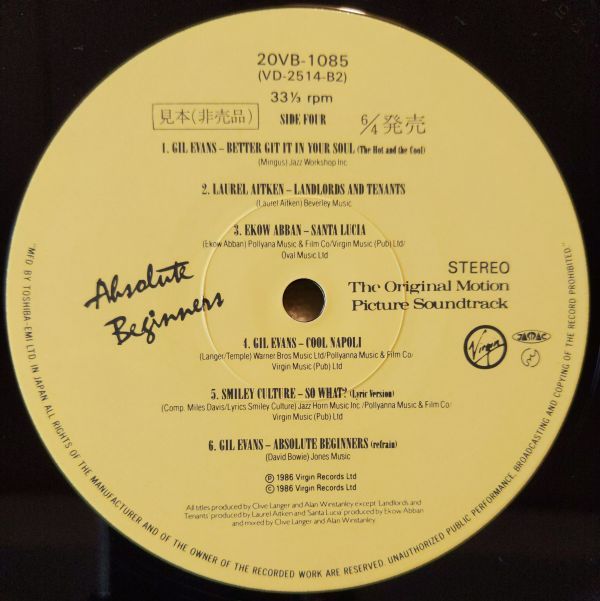 20VB-1085
(VD-2514-B2)
33⅓ rpm
見本(非売品)
SIDE FOUR
6/4発売
1. GIL EVANS – BETTER GIT IT IN YOUR SOUL (The Hot and the Cool)
(Mingus) Jazz Workshop Inc.
2. LAUREL AITKEN – LANDLORDS AND TENANTS
(Laurel Aitken) Beverley Music.
3. EKOW ABBAN – SANTA LUCIA
(Ekow Abban) Pollyana Music & Film Co/Virgin Music (Pub) Ltd/
Oval Music Ltd
Absolute
Beginners
STEREO
The Original Motion
Picture Soundtrack
Virgin
JASRAC
4. GIL EVANS – COOL NAPOLI
(Langer/Temple) Warner Bros Music Ltd/Pollyanna Music & Film Co/
Virgin Music (Pub) Ltd
5. SMILEY CULTURE – SO WHAT? (Lyric Version)
(Comp. Miles Davis/Lyrics Smiley Culture) Jazz Horn Music Inc./Pollyanna Music & Film Co/
Virgin Music (Pub) Ltd
6. GIL EVANS – ABSOLUTE BEGINNERS (refrain)
(David Bowie) Jones Music
Ⓟ 1986 Virgin Records Ltd
© 1986 Virgin Records Ltd
All titles produced by Clive Langer and Alan Winstanley except 'Landlords and
Tenants' produced by Laurel Aitken and 'Santa Lucia' produced by Ekow Abban
and mixed by Clive Langer and Alan Winstanley.
"MFD BY TOSHIBA-EMI LTD. IN JAPAN ALL RIGHTS OF THE MANUFACTURER AND OF THE OWNER OF THE RECORDED WORK ARE RESERVED. UNAUTHORIZED PUBLIC PERFORMANCE, BROADCASTING AND COPYING OF THE RECORD PROHIBITED"